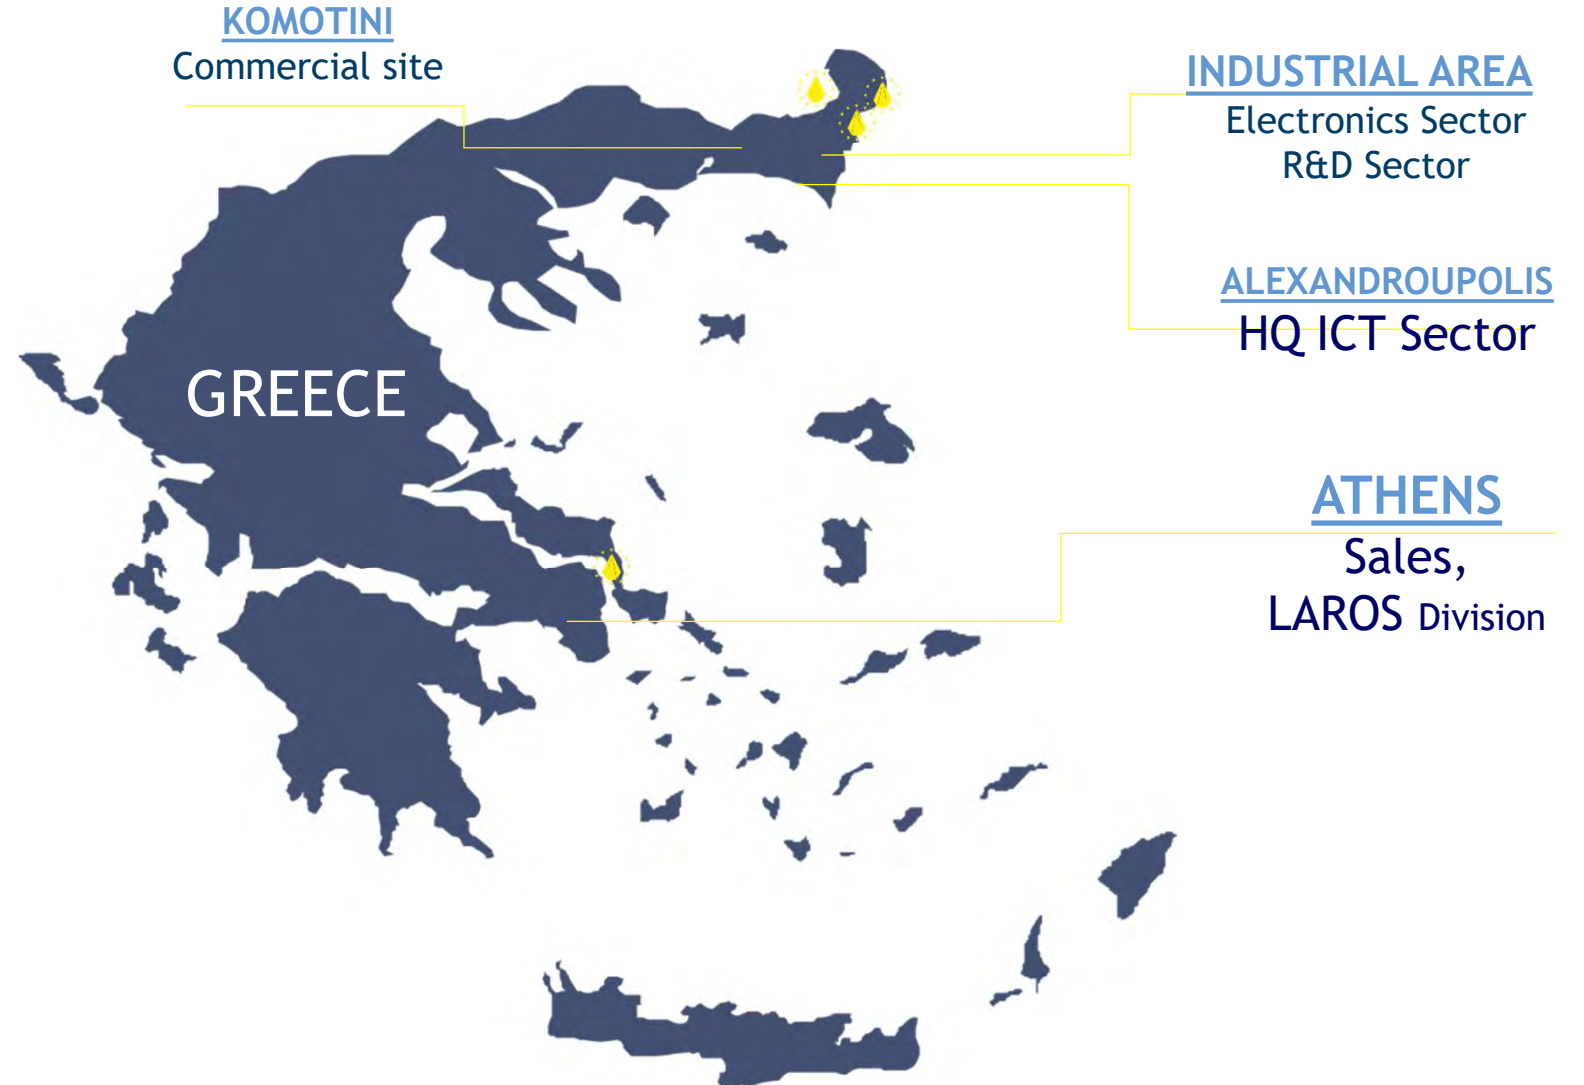 KOMOTINI
Commercial site
INDUSTRIAL AREA
Electronics Sector
R&D Sector
ALEXANDROUPOLIS
HQ ICT Sector
GREECE
ATHENS
Sales,
LAROS Division